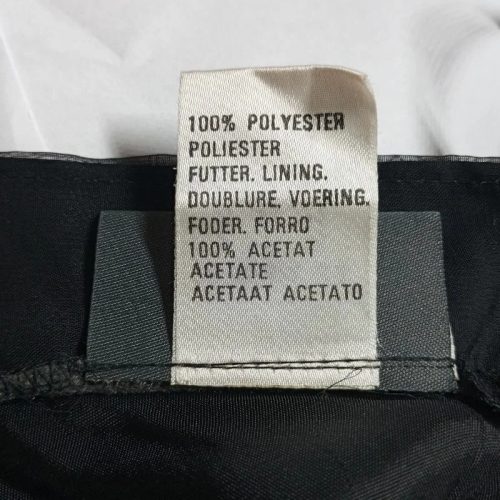 100% POLYESTER
POLIESTER
FUTTER. LINING.
DOUBLURE, VOERING.
FODER. FORRO
100% ACETAT
ACETATE
ACETAAT ACETATO